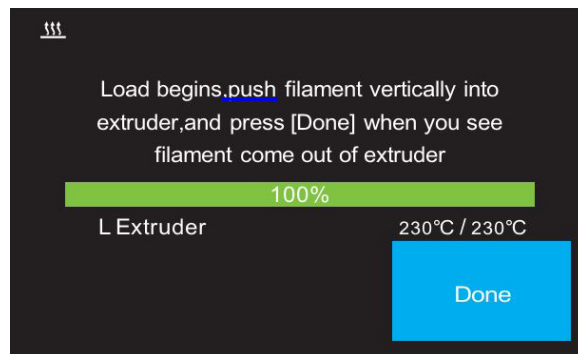 Load begins,push filament vertically into
extruder,and press [Done] when you see
filament come out of extruder
100%
L Extruder 230℃ / 230℃
Done